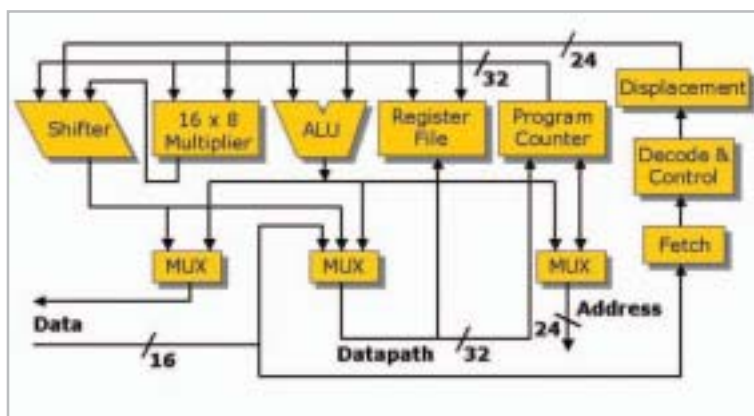 24
32
Displacement
Shifter
16 x 8
Multiplier
ALU
Register
File
Program
Counter
Decode &
Control
Fetch
MUX
MUX
MUX
Data
16
Datapath
32
24
Address